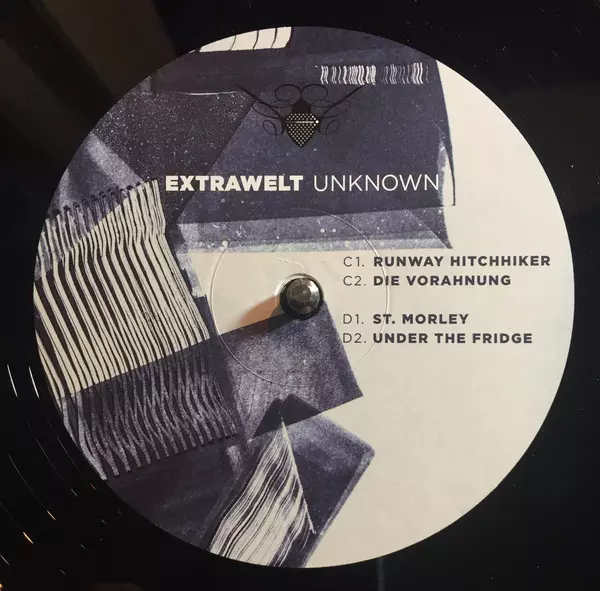 EXTRAWELT UNKNOWN
C1. RUNWAY HITCHHIKER
C2. DIE VORAHNUNG
D1. ST. MORLEY
D2. UNDER THE FRIDGE